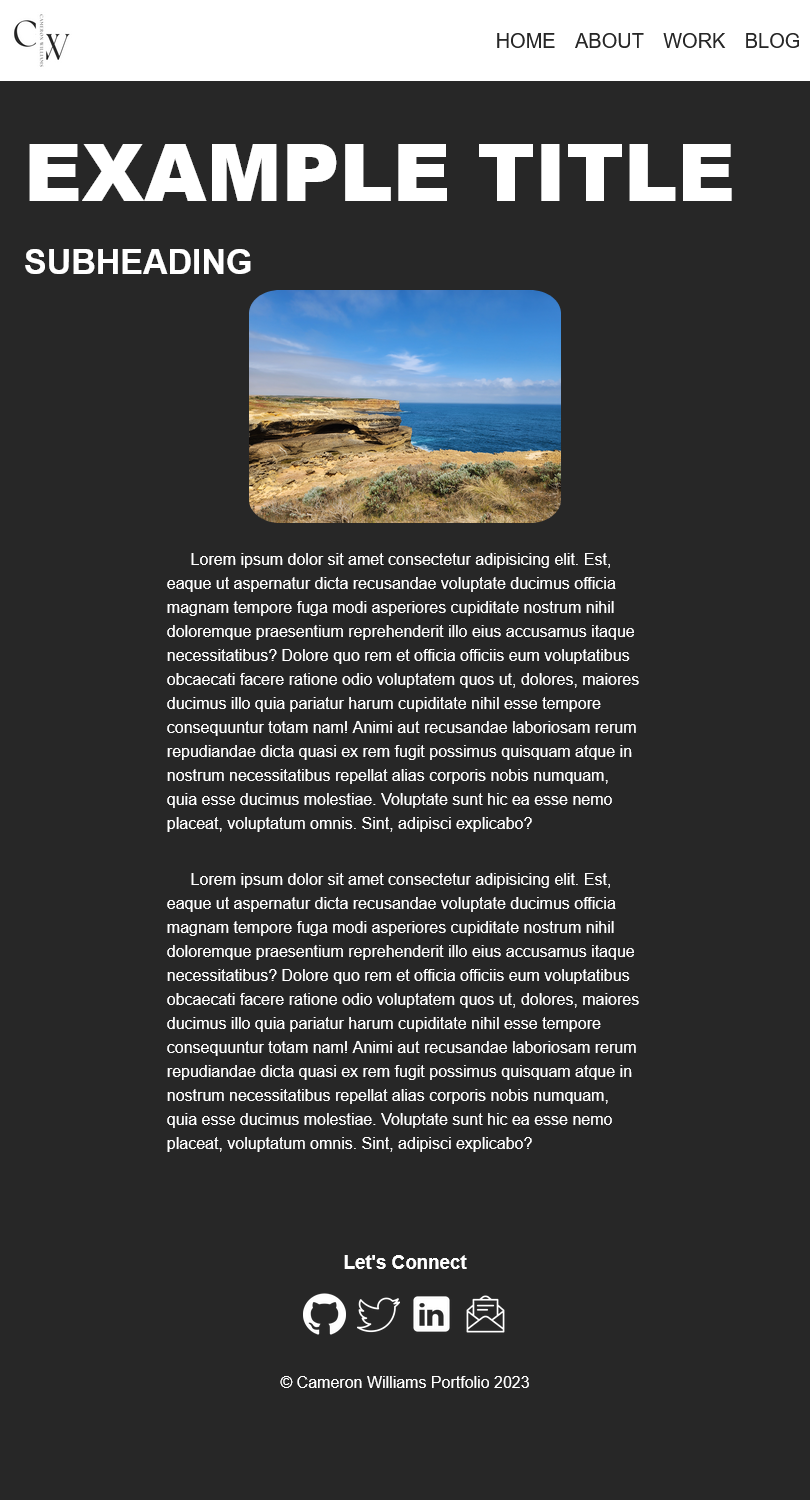 C
W
CAMERON WILLIAMS
HOME ABOUT WORK BLOG
EXAMPLE TITLE
SUBHEADING
Lorem ipsum dolor sit amet consectetur adipisicing elit. Est,
eaque ut aspernatur dicta recusandae voluptate ducimus officia
magnam tempore fuga modi asperiores cupiditate nostrum nihil
doloremque praesentium reprehenderit illo eius accusamus itaque
necessitatibus? Dolore quo rem et officia officiis eum voluptatibus
obcaecati facere ratione odio voluptatem quos ut, dolores, maiores
ducimus illo quia pariatur harum cupiditate nihil esse tempore
consequuntur totam nam! Animi aut recusandae laboriosam rerum
repudiandae dicta quasi ex rem fugit possimus quisquam atque in
nostrum necessitatibus repellat alias corporis nobis numquam,
quia esse ducimus molestiae. Voluptate sunt hic ea esse nemo
placeat, voluptatum omnis. Sint, adipisci explicabo?
Lorem ipsum dolor sit amet consectetur adipisicing elit. Est,
eaque ut aspernatur dicta recusandae voluptate ducimus officia
magnam tempore fuga modi asperiores cupiditate nostrum nihil
doloremque praesentium reprehenderit illo eius accusamus itaque
necessitatibus? Dolore quo rem et officia officiis eum voluptatibus
obcaecati facere ratione odio voluptatem quos ut, dolores, maiores
ducimus illo quia pariatur harum cupiditate nihil esse tempore
consequuntur totam nam! Animi aut recusandae laboriosam rerum
repudiandae dicta quasi ex rem fugit possimus quisquam atque in
nostrum necessitatibus repellat alias corporis nobis numquam,
quia esse ducimus molestiae. Voluptate sunt hic ea esse nemo
placeat, voluptatum omnis. Sint, adipisci explicabo?
Let's Connect
in
© Cameron Williams Portfolio 2023